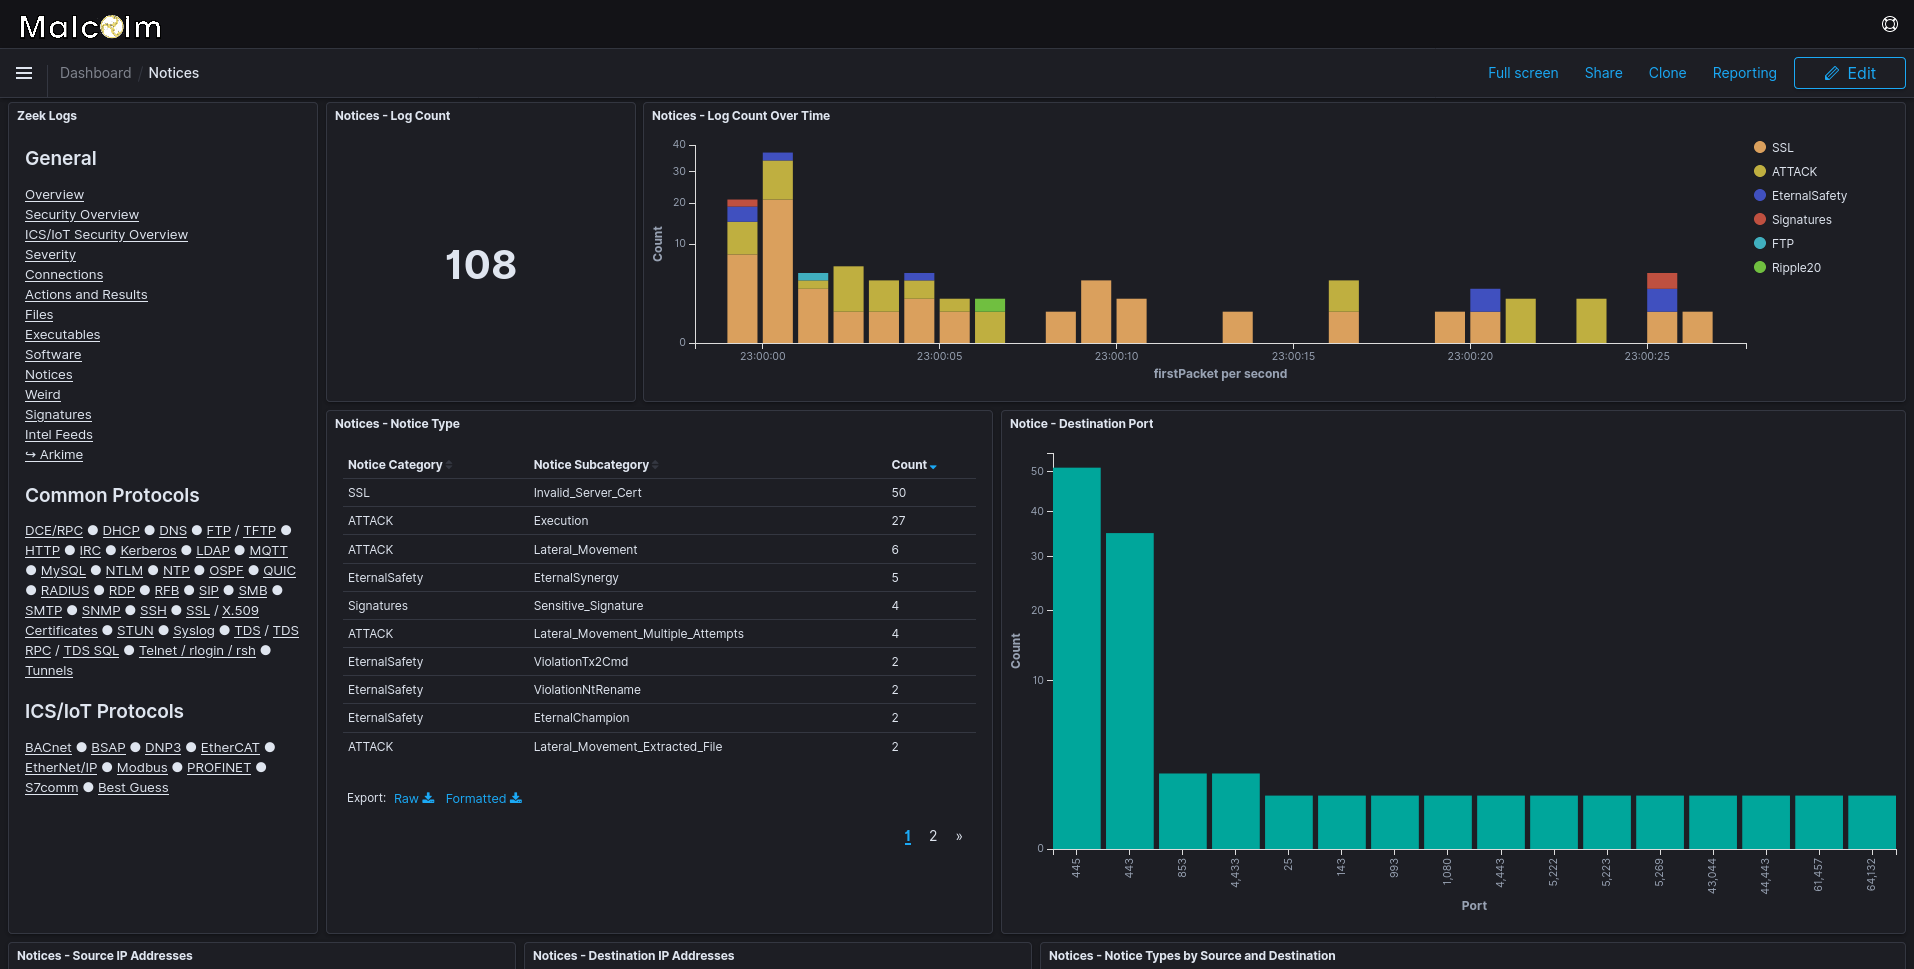 Malcolm
Dashboard / Notices
Full screen Share Clone Reporting Edit
Zeek Logs
General
Overview
Security Overview
ICS/IoT Security Overview
Severity
Connections
Actions and Results
Files
Executables
Software
Notices
Weird
Signatures
Intel Feeds
↪ Arkime
Common Protocols
DCE/RPC ● DHCP ● DNS ● FTP / TFTP ●
HTTP ● IRC ● Kerberos ● LDAP ● MQTT
● MySQL ● NTLM ● NTP ● OSPF ● QUIC
● RADIUS ● RDP ● RFB ● SIP ● SMB ●
SMTP ● SNMP ● SSH ● SSL / X.509
Certificates ● STUN ● Syslog ● TDS / TDS
RPC / TDS SQL ● Telnet / rlogin / rsh ●
Tunnels
ICS/IoT Protocols
BACnet ● BSAP ● DNP3 ● EtherCAT ●
EtherNet/IP ● Modbus ● PROFINET ●
S7comm ● Best Guess
Notices - Log Count
108
Notices - Log Count Over Time
Count
40
30
20
10
0
23:00:00 23:00:05 23:00:10 23:00:15 23:00:20 23:00:25
firstPacket per second
SSL
ATTACK
EternalSafety
Signatures
FTP
Ripple20
Notices - Notice Type
Notice Category Notice Subcategory Count
SSL Invalid_Server_Cert 50
ATTACK Execution 27
ATTACK Lateral_Movement 6
EternalSafety EternalSynergy 5
Signatures Sensitive_Signature 4
ATTACK Lateral_Movement_Multiple_Attempts 4
EternalSafety ViolationTx2Cmd 2
EternalSafety ViolationNtRename 2
EternalSafety EternalChampion 2
ATTACK Lateral_Movement_Extracted_File 2
Export: Raw Formatted
1 2 »
Notice - Destination Port
Count
50
40
30
20
10
0
445 443 853 4,433 25 143 993 1,080 4,443 5,222 5,223 5,269 43,044 44,443 61,457 64,132
Port
Notices - Source IP Addresses
Notices - Destination IP Addresses
Notices - Notice Types by Source and Destination